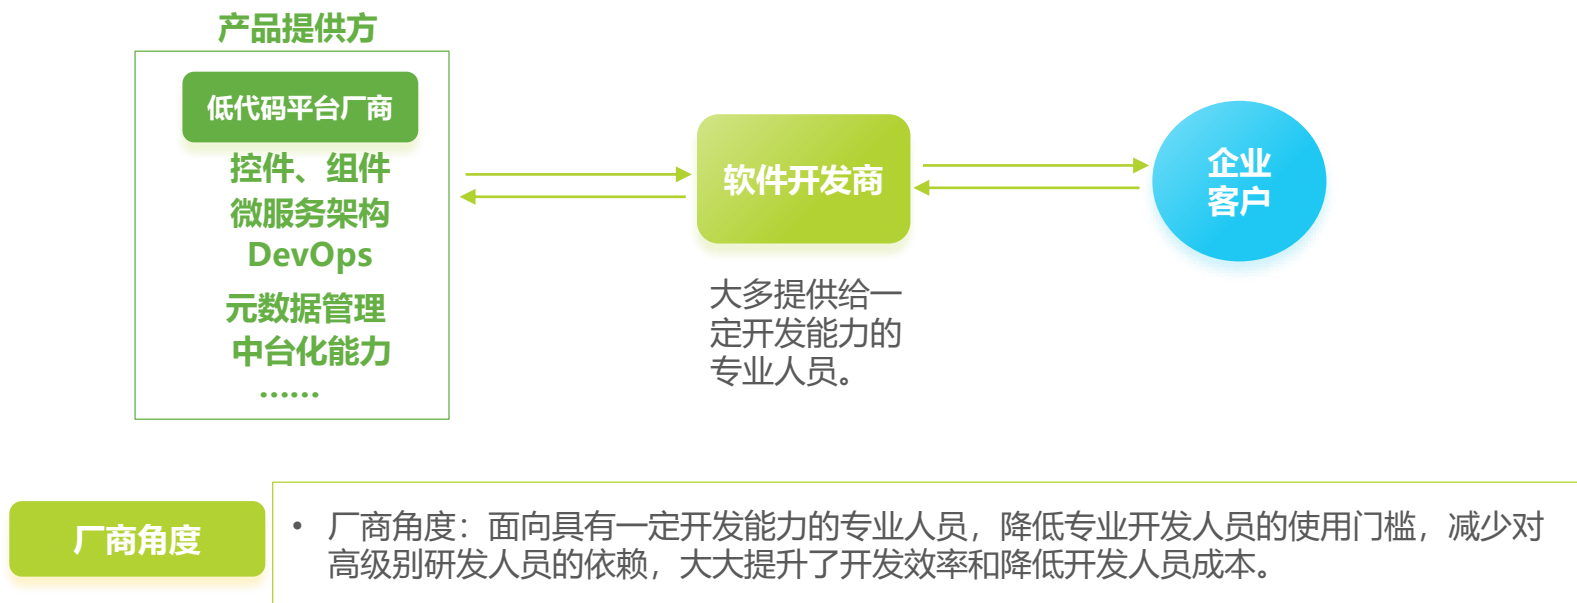 产品提供方
低代码平台厂商
控件、组件
微服务架构
DevOps
元数据管理
中台化能力
……
软件开发商
大多提供给一
定开发能力的
专业人员。
企业
客户
厂商角度
• 厂商角度：面向具有一定开发能力的专业人员，降低专业开发人员的使用门槛，减少对
高级别研发人员的依赖，大大提升了开发效率和降低开发人员成本。